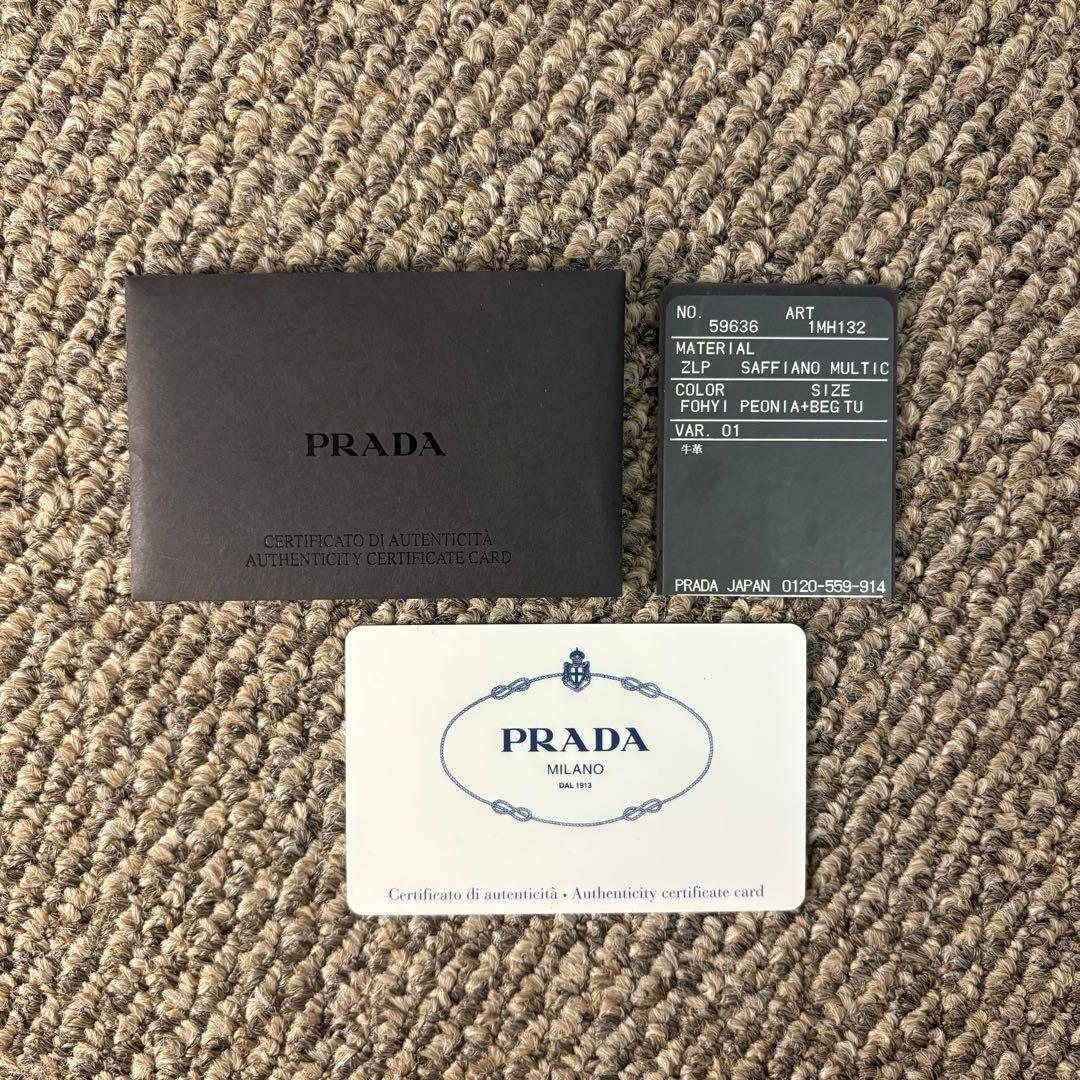 PRADA
CERTIFICATO DI AUTENTICITÀ
AUTHENTICITY CERTIFICATE CARD
NO. ART
59636 1MH132
MATERIAL
ZLP SAFFIANO MULTIC
COLOR SIZE
F0HYI PEONIA+BEG TU
VAR. 01
牛革
PRADA JAPAN 0120-559-914
PRADA
MILANO
DAL 1913
Certificato di autenticità • Authenticity certificate card